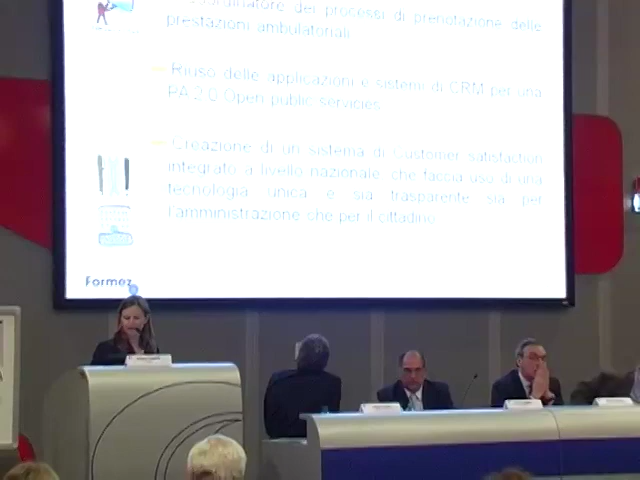 coordinatore dei processi di prenotazione delle
prestazioni ambulatoriali
Riuso delle applicazioni e sistemi di CRM per una
PA 2.0 Open public servicies
Creazione di un sistema di Customer satisfaction
integrato a livello nazionale che faccia uso di una
tecnologia unica e sia trasparente sia per
l'amministrazione che per il cittadino
Formez